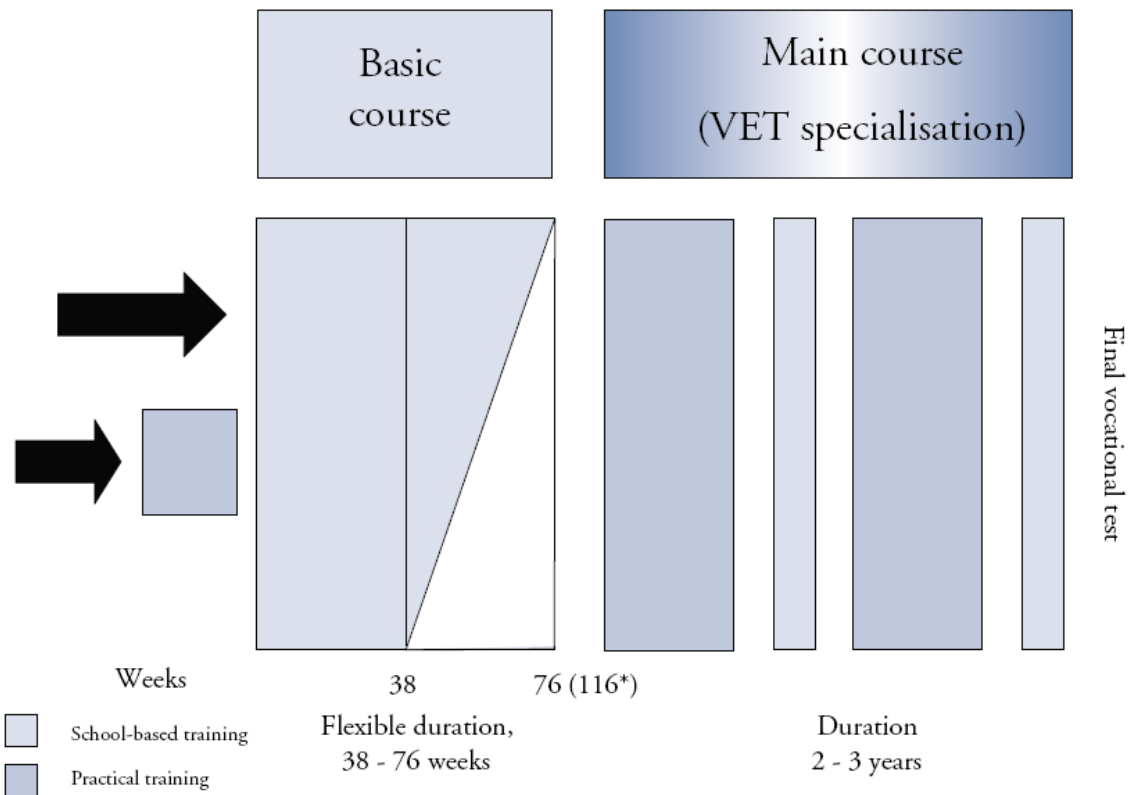 Basic
course
Main course
(VET specialisation)
Final vocational test
Weeks
38
76 (116*)
School-based training
Practical training
Flexible duration,
38 - 76 weeks
Duration
2 - 3 years